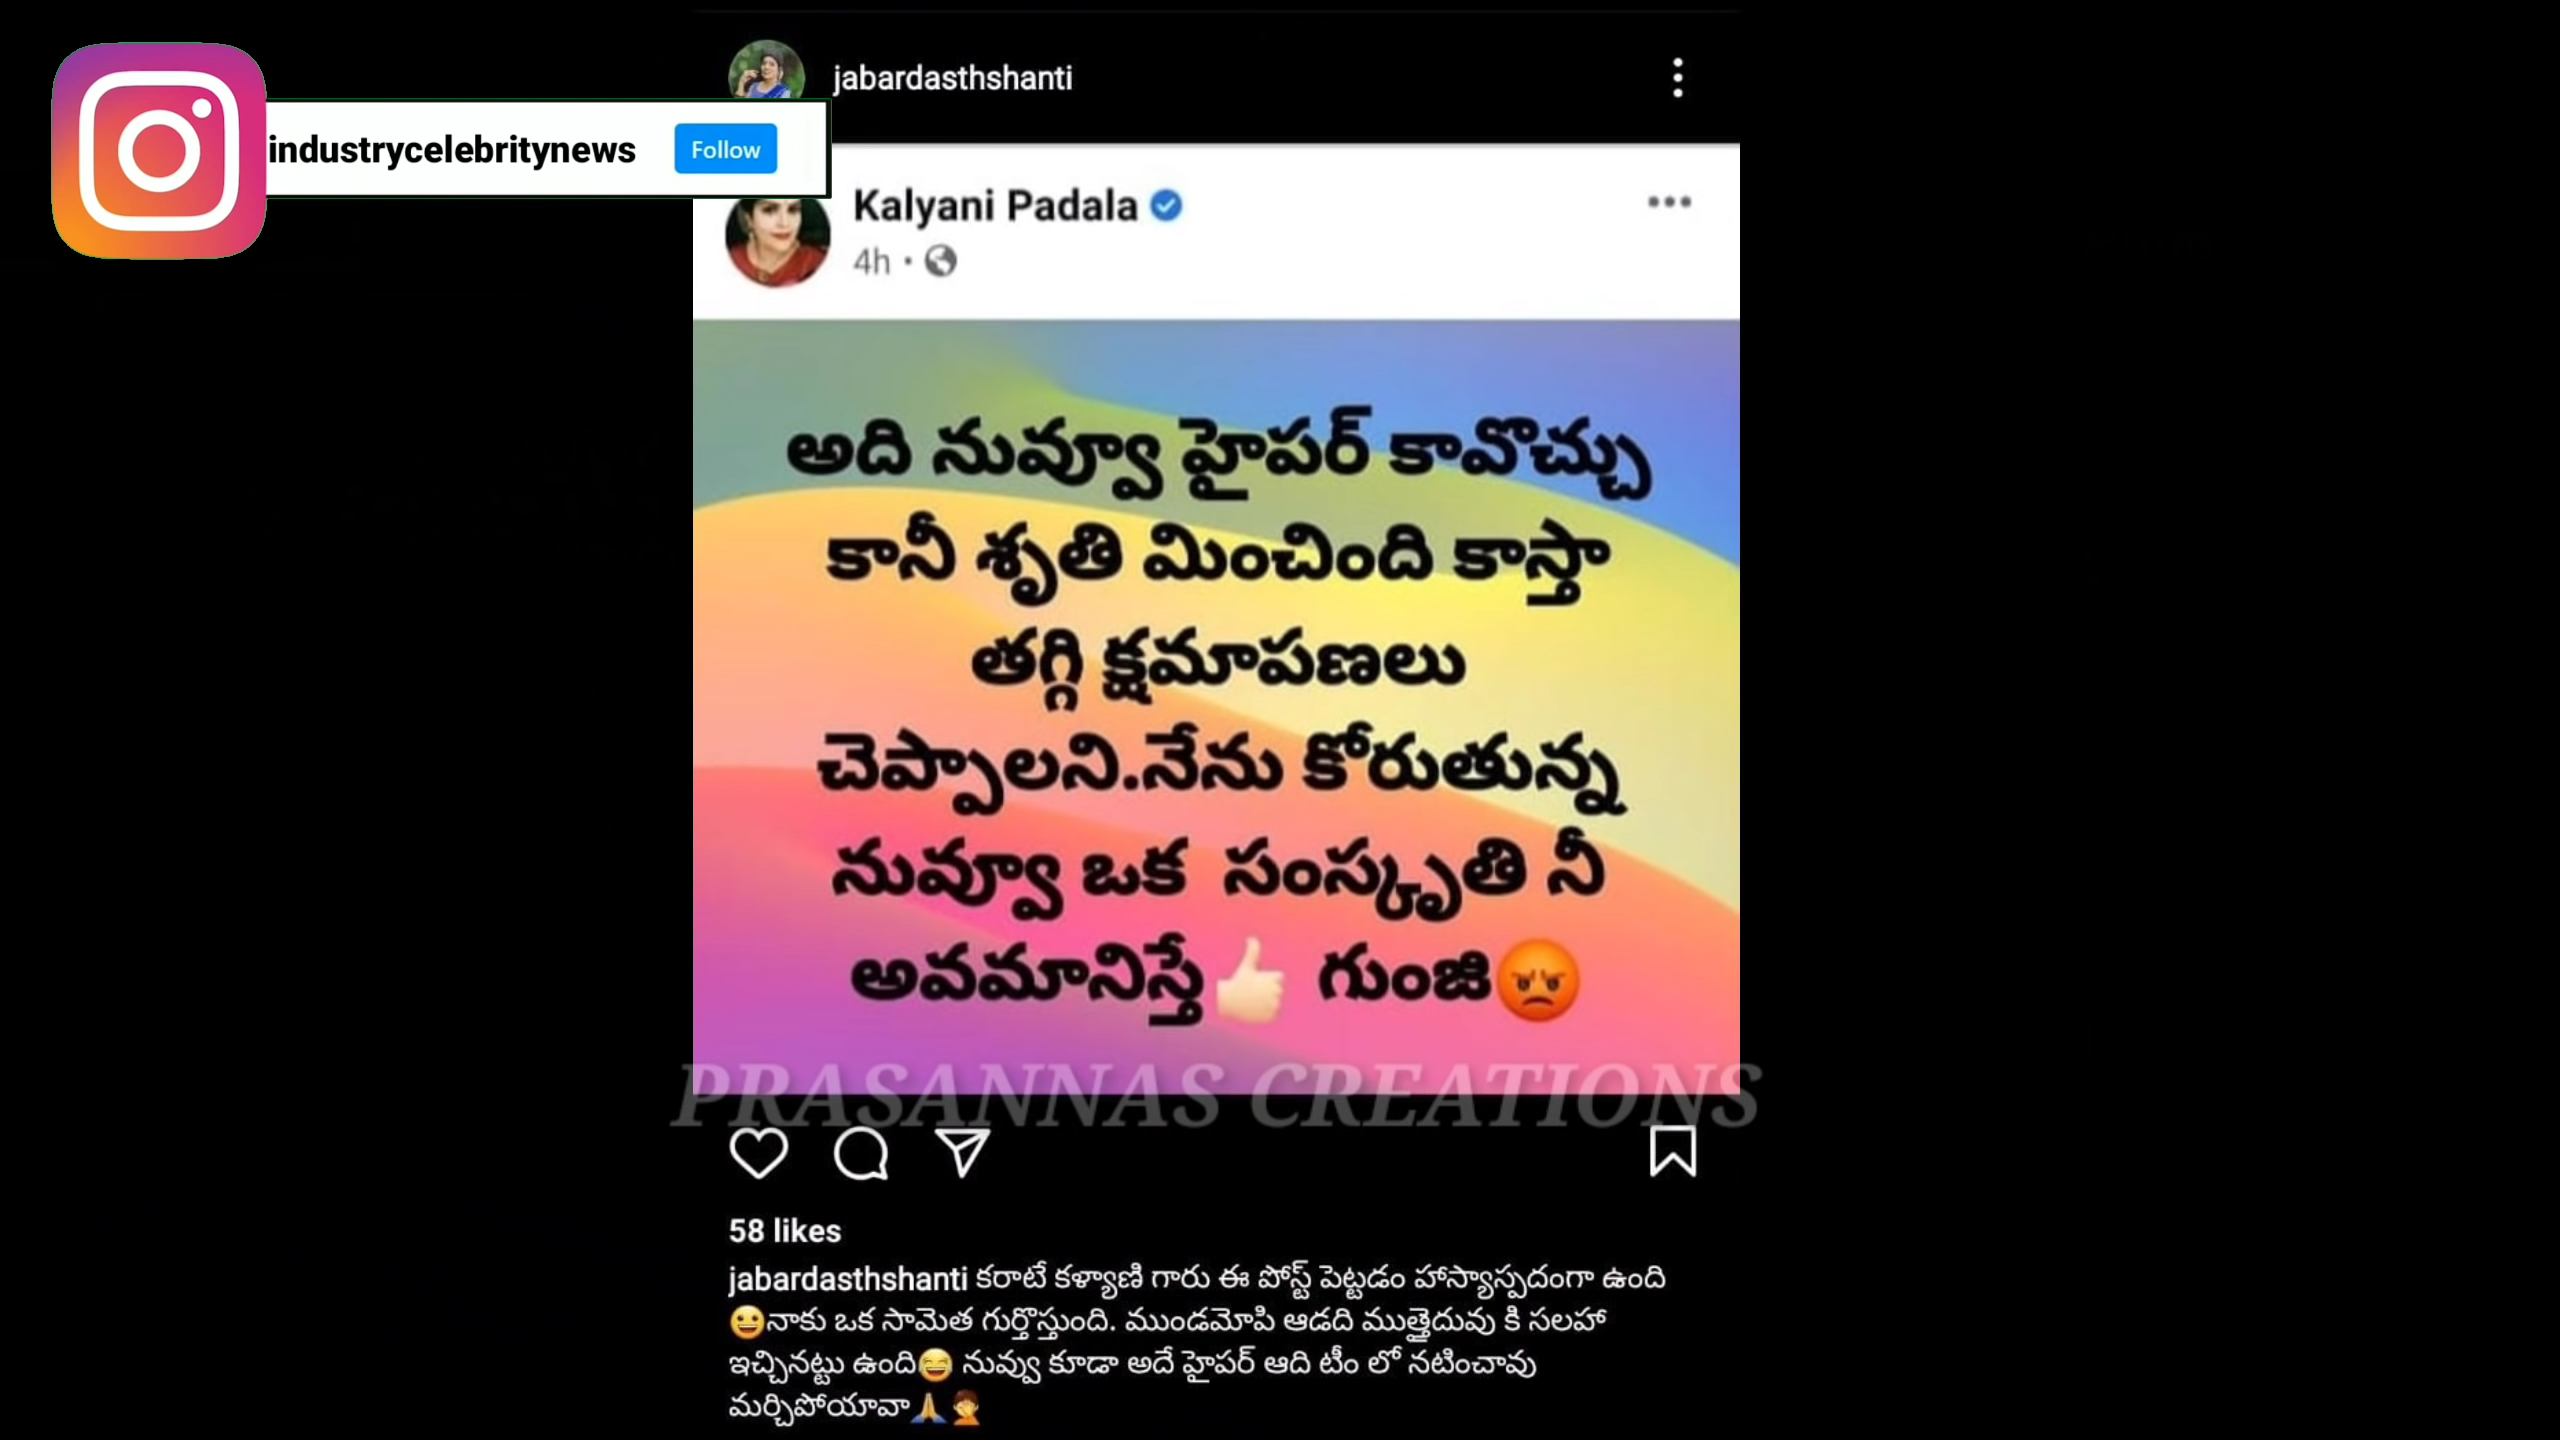 jabardasthshanti
industrycelebritynews
Follow
Kalyani Padala
4h
అది నువ్వూ హైపర్ కావొచ్చు
కానీ శృతి మించింది కాస్తా
తగ్గి క్షమాపణలు
చెప్పాలని.నేను కోరుతున్న
నువ్వూ ఒక సంస్కృతి నీ
అవమానిస్తే👍🏻 గుంజి😡
PRASANNAS CREATIONS
58 likes
jabardasthshanti కరాటే కళ్యాణి గారు ఈ పోస్ట్ పెట్టడం హాస్యాస్పదంగా ఉంది
😀నాకు ఒక సామెత గుర్తొస్తుంది. ముండమోపి ఆడది ముత్తైదువు కి సలహా
ఇచ్చినట్టు ఉంది😂 నువ్వు కూడా అదే హైపర్ ఆది టీం లో నటించావు
మర్చిపోయావా🙏🤦